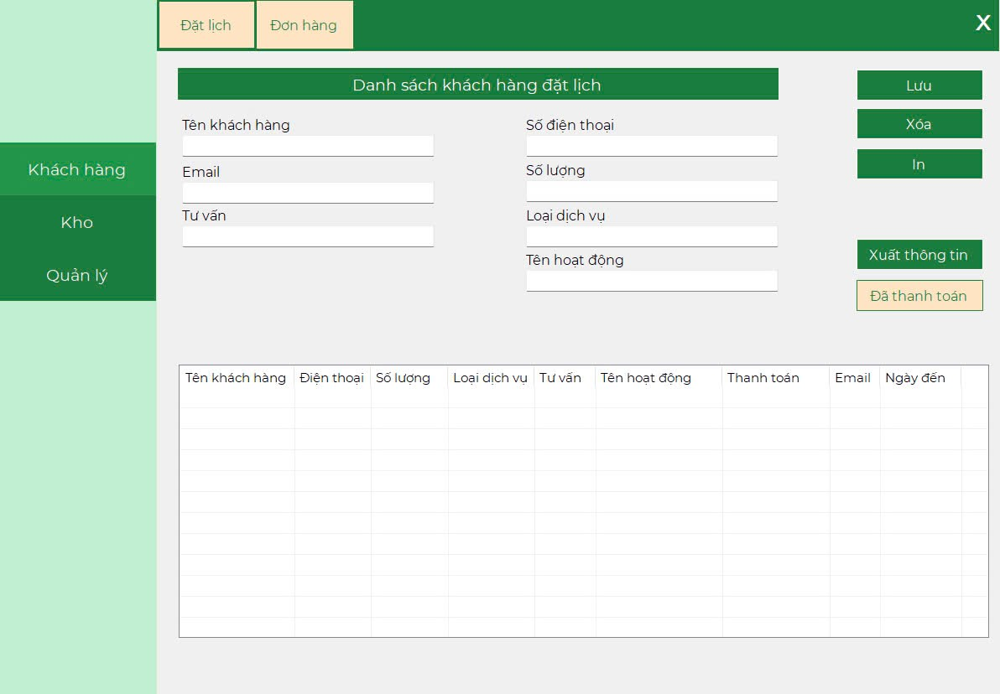 Đặt lịch
Đơn hàng
X
Khách hàng
Kho
Quản lý
Danh sách khách hàng đặt lịch
Tên khách hàng
Số điện thoại
Email
Số lượng
Tư vấn
Loại dịch vụ
Tên hoạt động
Lưu
Xóa
In
Xuất thông tin
Đã thanh toán
Tên khách hàng Điện thoại Số lượng Loại dịch vụ Tư vấn Tên hoạt động Thanh toán Email Ngày đến